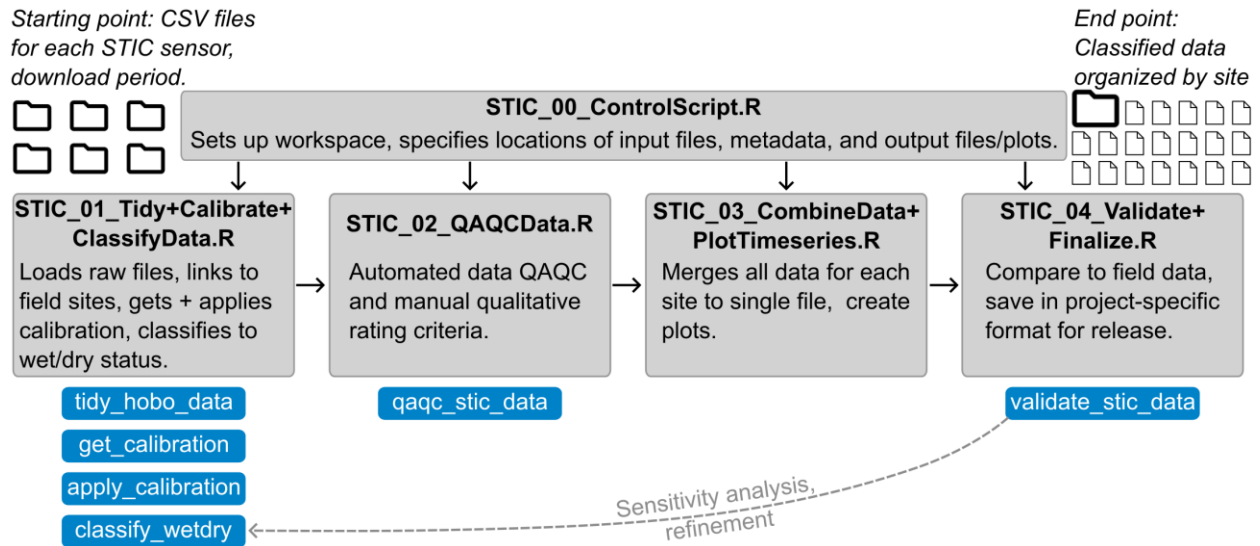 Starting point: CSV files
for each STIC sensor,
download period.
End point:
Classified data
organized by site
STIC_00_ControlScript.R
Sets up workspace, specifies locations of input files, metadata, and output files/plots.
STIC_01_Tidy+Calibrate+
ClassifyData.R
Loads raw files, links to
field sites, gets + applies
calibration, classifies to
wet/dry status.
STIC_02_QAQCData.R
Automated data QAQC
and manual qualitative
rating criteria.
STIC_03_CombineData+
PlotTimeseries.R
Merges all data for each
site to single file, create
plots.
STIC_04_Validate+
Finalize.R
Compare to field data,
save in project-specific
format for release.
tidy_hobo_data
get_calibration
apply_calibration
classify_wetdry
qaqc_stic_data
validate_stic_data
Sensitivity analysis,
refinement